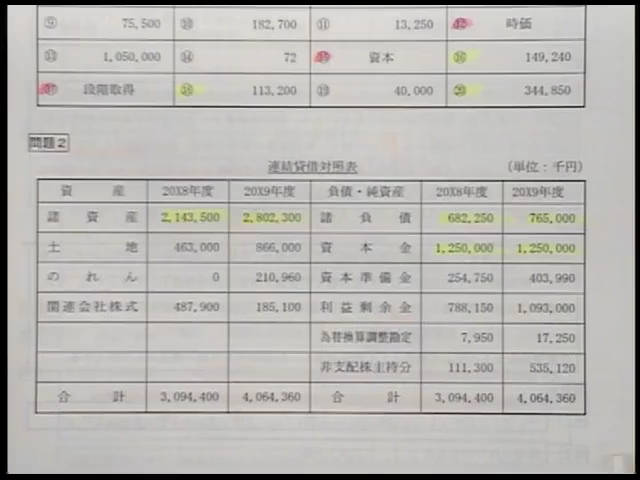 ⑨ 75,500 ⑩ 182,700 ⑪ 13,250 ⑫ 時価
⑬ 1,050,000 ⑭ 72 ⑮ 資本 ⑯ 149,240
⑰ 段階取得 ⑱ 113,200 ⑲ 40,000 ⑳ 344,850
問題2
連結貸借対照表 (単位:千円)
資産 20X8年度 20X9年度 負債・純資産 20X8年度 20X9年度
諸資産 2,143,500 2,802,300 諸負債 682,250 765,000
土地 463,000 866,000 資本金 1,250,000 1,250,000
のれん 0 210,960 資本準備金 254,750 403,990
関連会社株式 487,900 185,100 利益剰余金 788,150 1,093,000
為替換算調整勘定 7,950 17,250
非支配株主持分 111,300 535,120
合計 3,094,400 4,064,360 合計 3,094,400 4,064,360